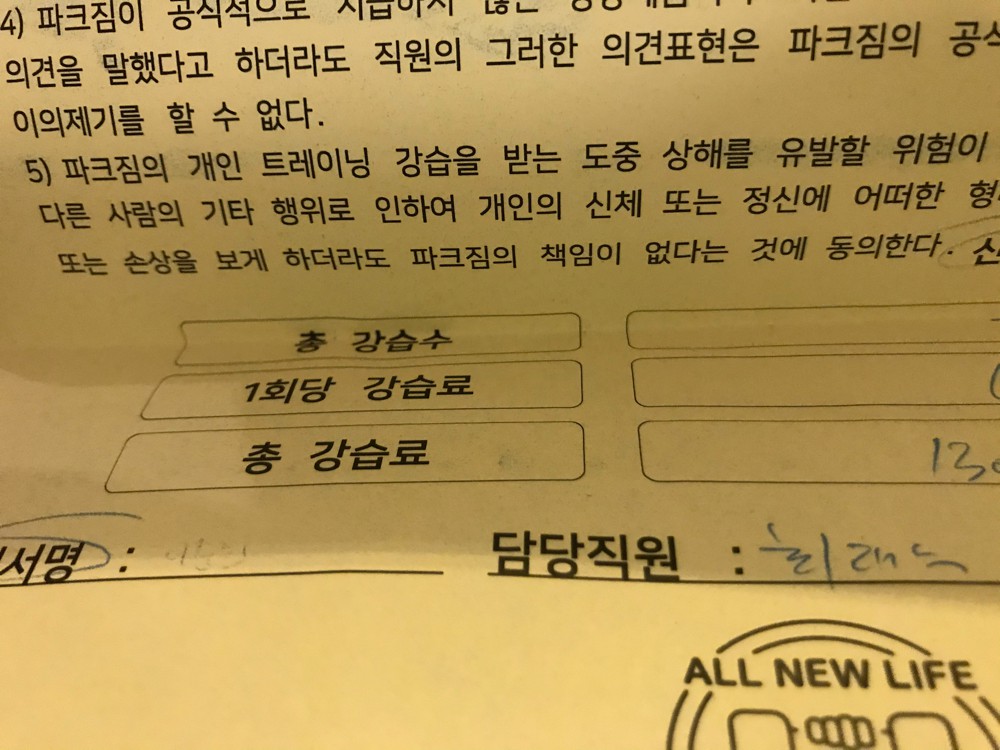 4) 파크짐이 공식적으로 지급하지 않은
의견을 말했다고 하더라도 직원의 그러한 의견표현은 파크짐의 공식
이의제기를 할 수 없다.
5) 파크짐의 개인 트레이닝 강습을 받는 도중 상해를 유발할 위험이
다른 사람의 기타 행위로 인하여 개인의 신체 또는 정신에 어떠한
또는 손상을 보게 하더라도 파크짐의 책임이 없다는 것에 동의한다.
총 강습수
1회당 강습료
총 강습료 130
서명 :
담당직원 :
ALL NEW LIFE